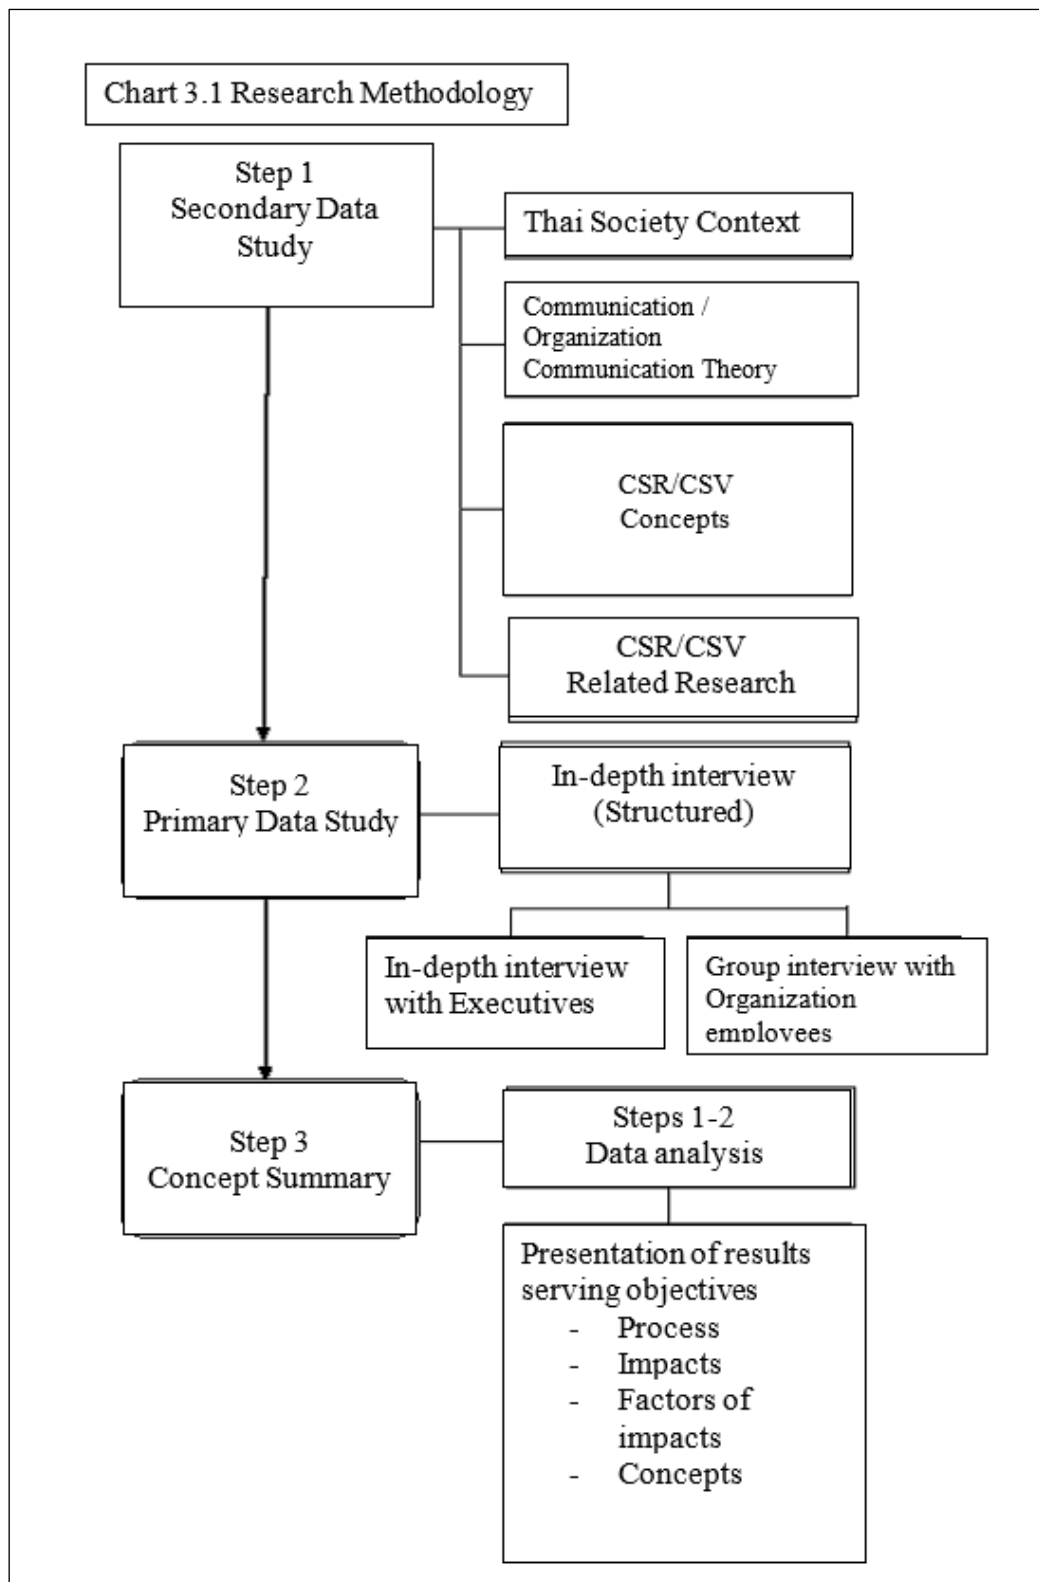 Chart 3.1 Research Methodology
Step 1
Secondary Data
Study
Thai Society Context
Communication /
Organization
Communication Theory
CSR/CSV
Concepts
CSR/CSV
Related Research
Step 2
Primary Data Study
In-depth interview
(Structured)
In-depth interview
with Executives
Group interview with
Organization
employees
Step 3
Concept Summary
Steps 1-2
Data analysis
Presentation of results
serving objectives
- Process
- Impacts
- Factors of
impacts
- Concepts